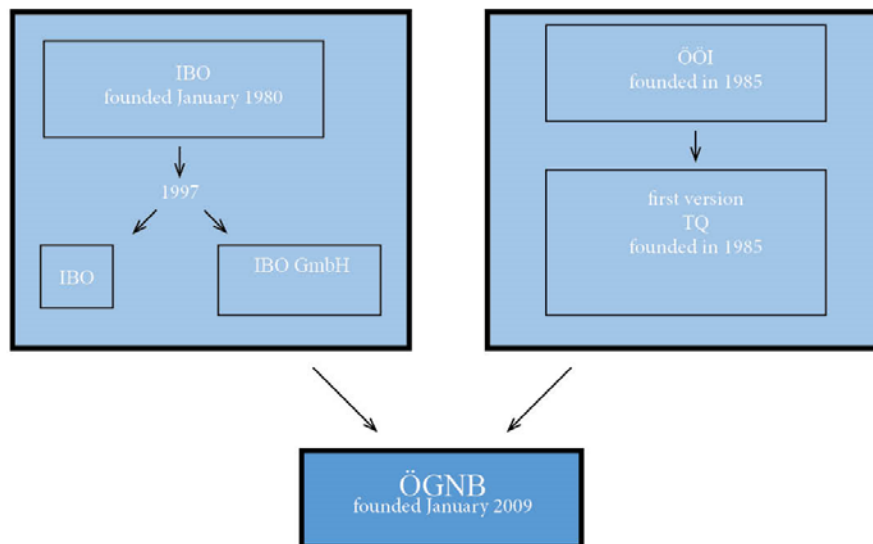 IBO
founded January 1980
1997
IBO
IBO GmbH
ÖÖI
founded in 1985
first version
TQ
founded in 1985
ÖGNB
founded January 2009